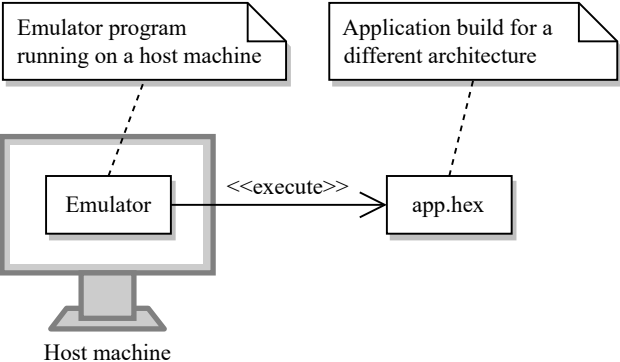 Emulator program
running on a host machine
Application build for a
different architecture
Emulator
<<execute>>
app.hex
Host machine